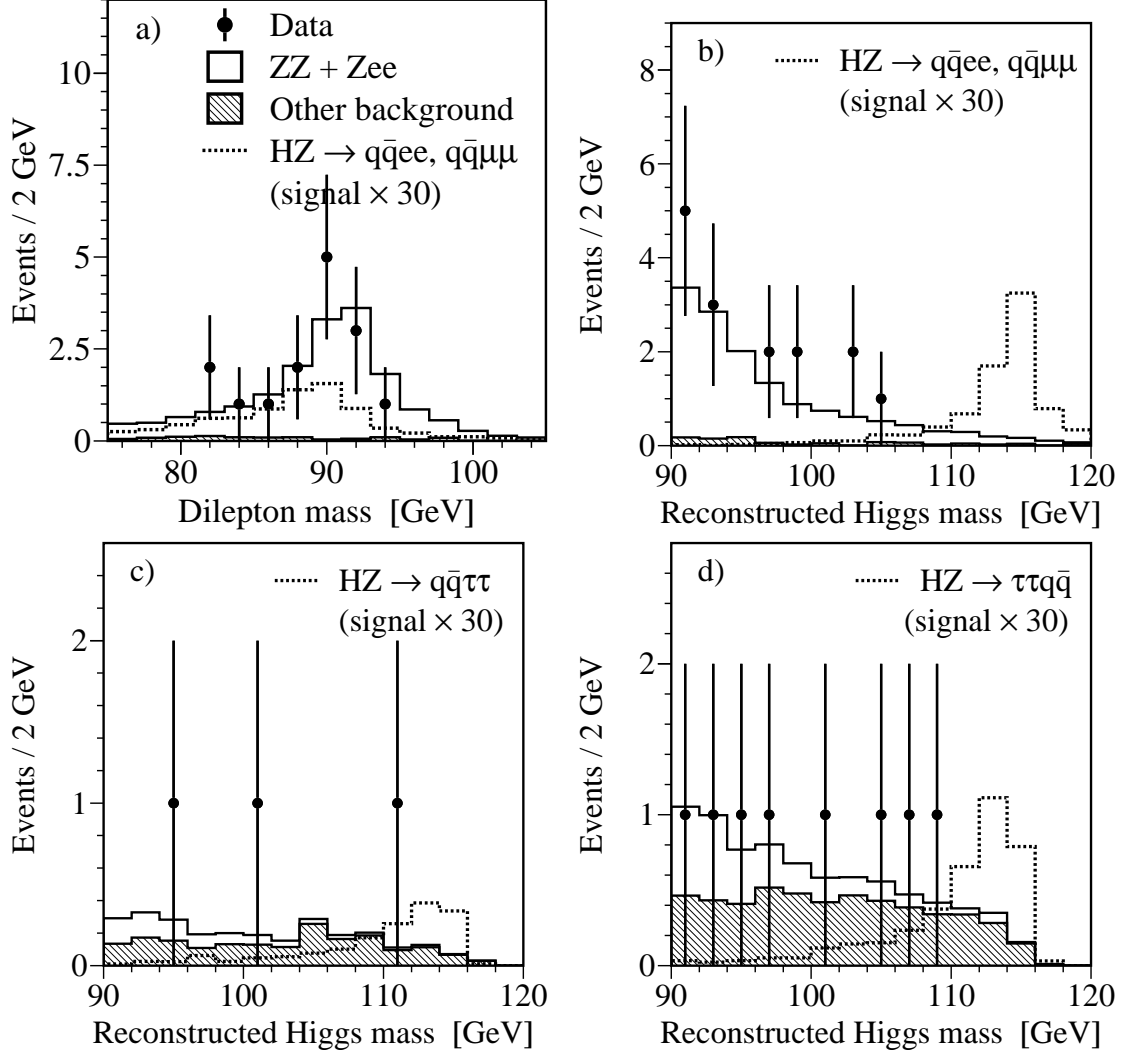 a)
Data
ZZ + Zee
Other background
HZ → qq̄ee, qq̄μμ
(signal × 30)
Events / 2 GeV
10
7.5
5
2.5
0
80 90 100
Dilepton mass [GeV]
b)
HZ → qq̄ee, qq̄μμ
(signal × 30)
Events / 2 GeV
8
6
4
2
0
90 100 110 120
Reconstructed Higgs mass [GeV]
c)
HZ → qq̄ττ
(signal × 30)
Events / 2 GeV
2
1
0
90 100 110 120
Reconstructed Higgs mass [GeV]
d)
HZ → ττqq̄
(signal × 30)
Events / 2 GeV
2
1
0
90 100 110 120
Reconstructed Higgs mass [GeV]